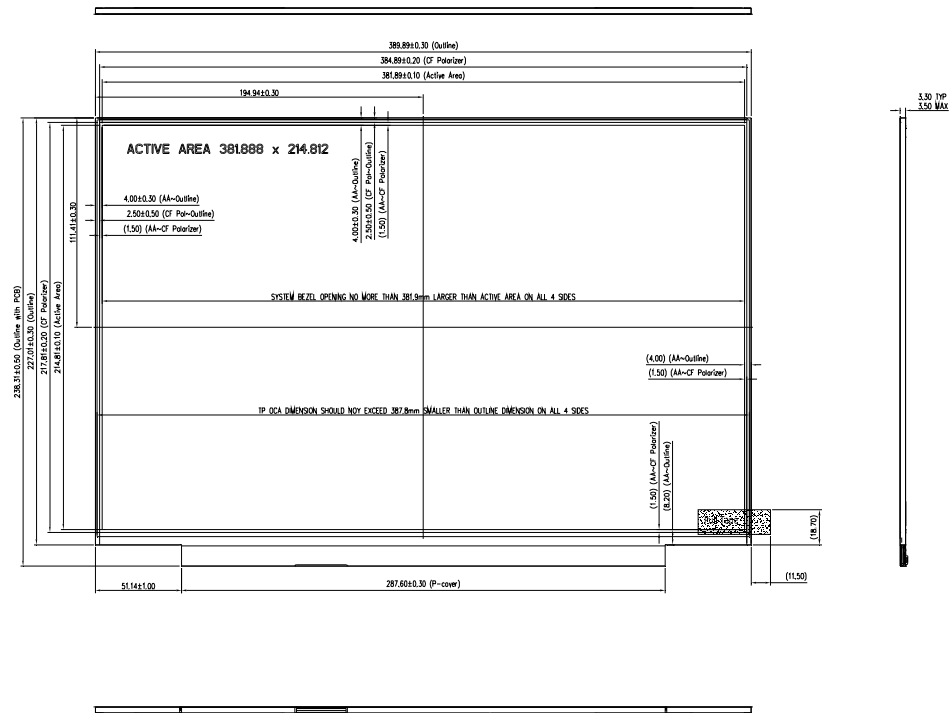 389.89±0.30 (Outline)
384.89±0.20 (CF Polarizer)
381.89±0.10 (Active Area)
194.94±0.30
3.30 TYP
3.50 MAX
ACTIVE AREA 381.888 x 214.812
4.00±0.30 (AA~Outline)
2.50±0.50 (CF Pol~Outline)
(1.50) (AA~CF Polarizer)
4.00±0.30 (AA~Outline)
2.50±0.50 (CF Pol~Outline)
(1.50) (AA~CF Polarizer)
111.41±0.30
238.31±0.50 (Outline with PCB)
227.01±0.30 (Outline)
217.81±0.20 (CF Polarizer)
214.81±0.10 (Active Area)
SYSTEM BEZEL OPENING NO MORE THAN 381.9mm LARGER THAN ACTIVE AREA ON ALL 4 SIDES
(4.00) (AA~Outline)
(1.50) (AA~CF Polarizer)
TP OCA DIMENSION SHOULD NOY EXCEED 387.8mm SMALLER THAN OUTLINE DIMENSION ON ALL 4 SIDES
(1.50) (AA~CF Polarizer)
(8.20) (AA~Outline)
(18.70)
(11.50)
51.14±1.00
287.60±0.30 (P-cover)